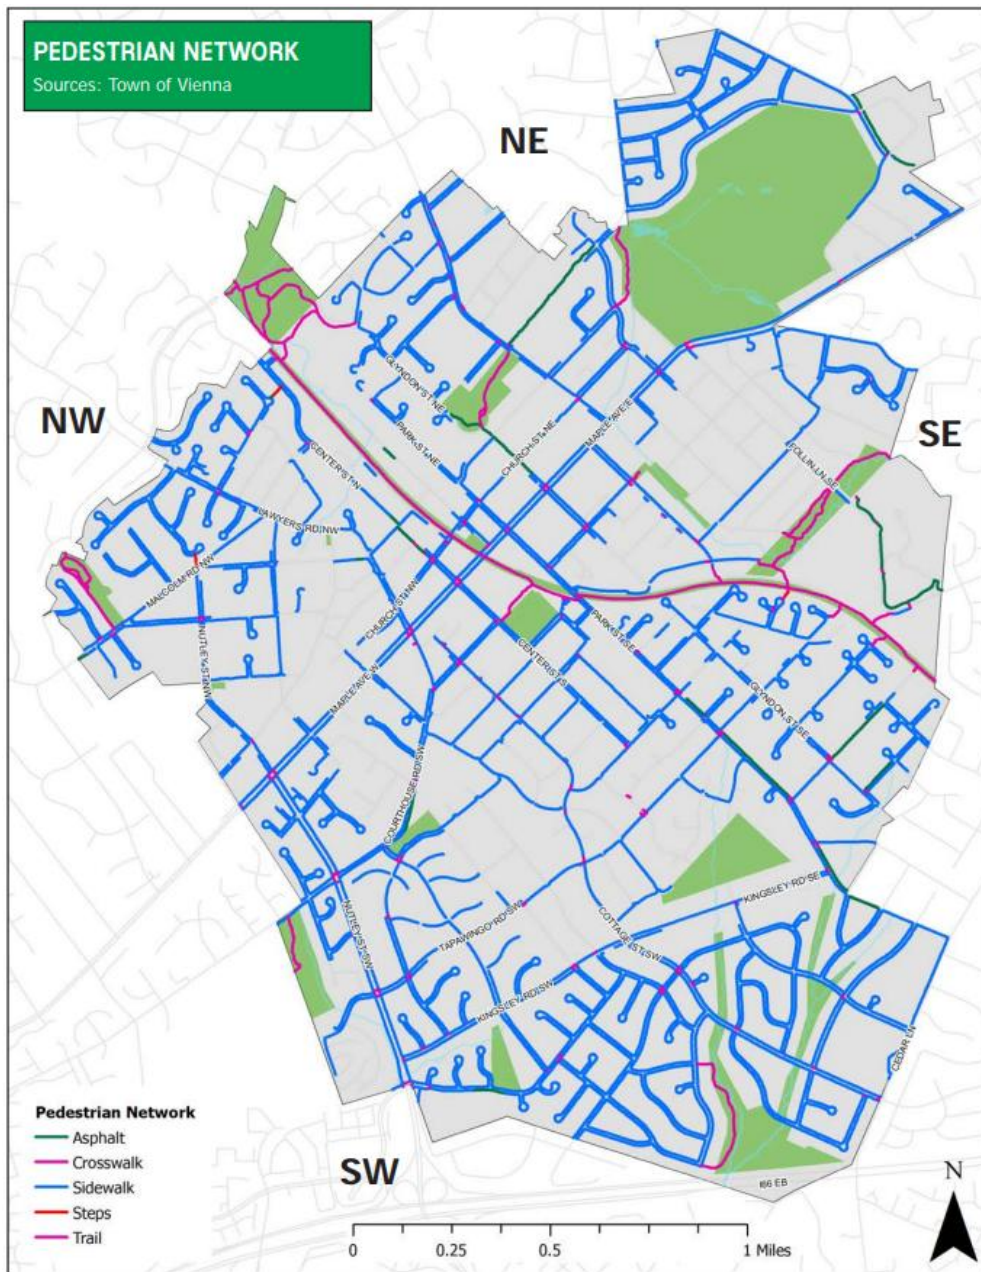 PEDESTRIAN NETWORK
Sources: Town of Vienna
NE
NW
SE
GLYNDON ST NE
PARK ST NE
CHURCH ST NE
MAPLE AVE E
FOLLIN LN SE
CENTER ST N
LAWYERS RD NW
MALCOLM RD NW
CHURCH ST NW
NUTLEY ST NW
MAPLE AVE W
CENTER ST S
PARK ST SE
GLYNDON ST SE
COURTHOUSE RD SW
KINGSLEY RD SE
NUTLEY ST SW
TAPAWINGO RD SW
COTTAGE ST SW
KINGSLEY RD SW
CEDAR LN
Pedestrian Network
Asphalt
Crosswalk
Sidewalk
Steps
Trail
SW
I66 EB
N
0 0.25 0.5 1 Miles